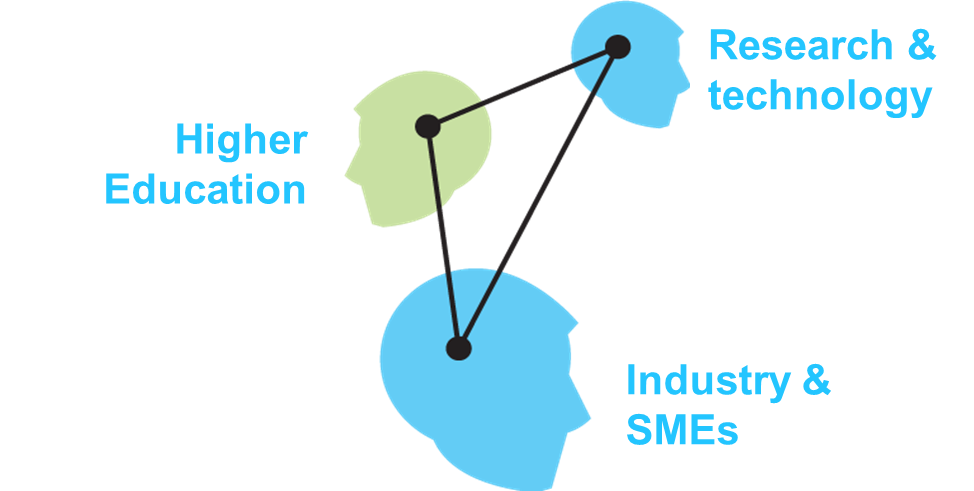 Research &
technology
Higher
Education
Industry &
SMEs